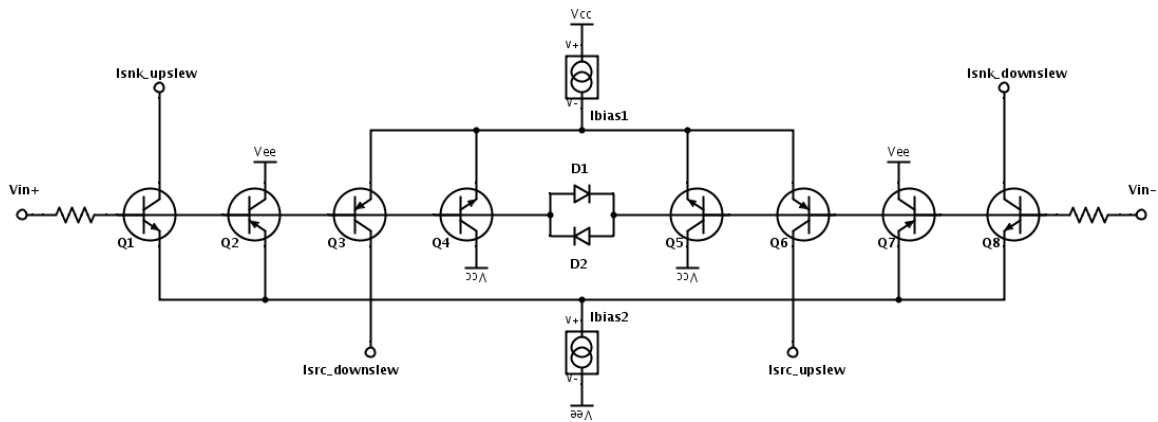 Vcc
V+
Isnk_upslew
Isnk_downslew
V-
Ibias1
Vee
Vee
D1
Vin+
Vin-
Q1
Q2
Q3
Q4
Q5
Q6
Q7
Q8
D2
Vcc
Vcc
V+
Ibias2
Isrc_downslew
Isrc_upslew
V-
Vee